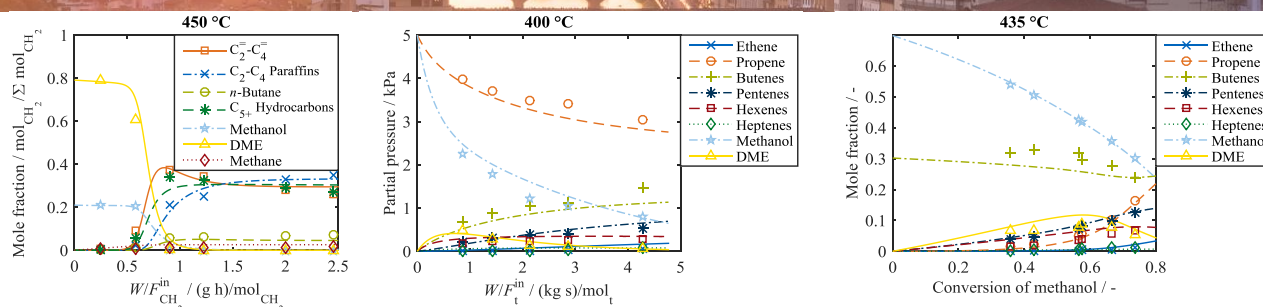 450 °C
Mole fraction / mol_CH₂ /Σ mol_CH₂
1
0.8
0.6
0.4
0.2
0
0 0.5 1 1.5 2 2.5
W/F^in_CH₂ / (g h)/mol_CH₂
C₂⁼-C₄⁼
C₂-C₄ Paraffins
n-Butane
C₅₊ Hydrocarbons
Methanol
DME
Methane
400 °C
Partial pressure / kPa
5
4
3
2
1
0
0 1 2 3 4 5
W/F^in_t / (kg s)/mol_t
Ethene
Propene
Butenes
Pentenes
Hexenes
Heptenes
Methanol
DME
435 °C
Mole fraction / -
0.6
0.5
0.4
0.3
0.2
0.1
0
0 0.2 0.4 0.6 0.8
Conversion of methanol / -
Ethene
Propene
Butenes
Pentenes
Hexenes
Heptenes
Methanol
DME